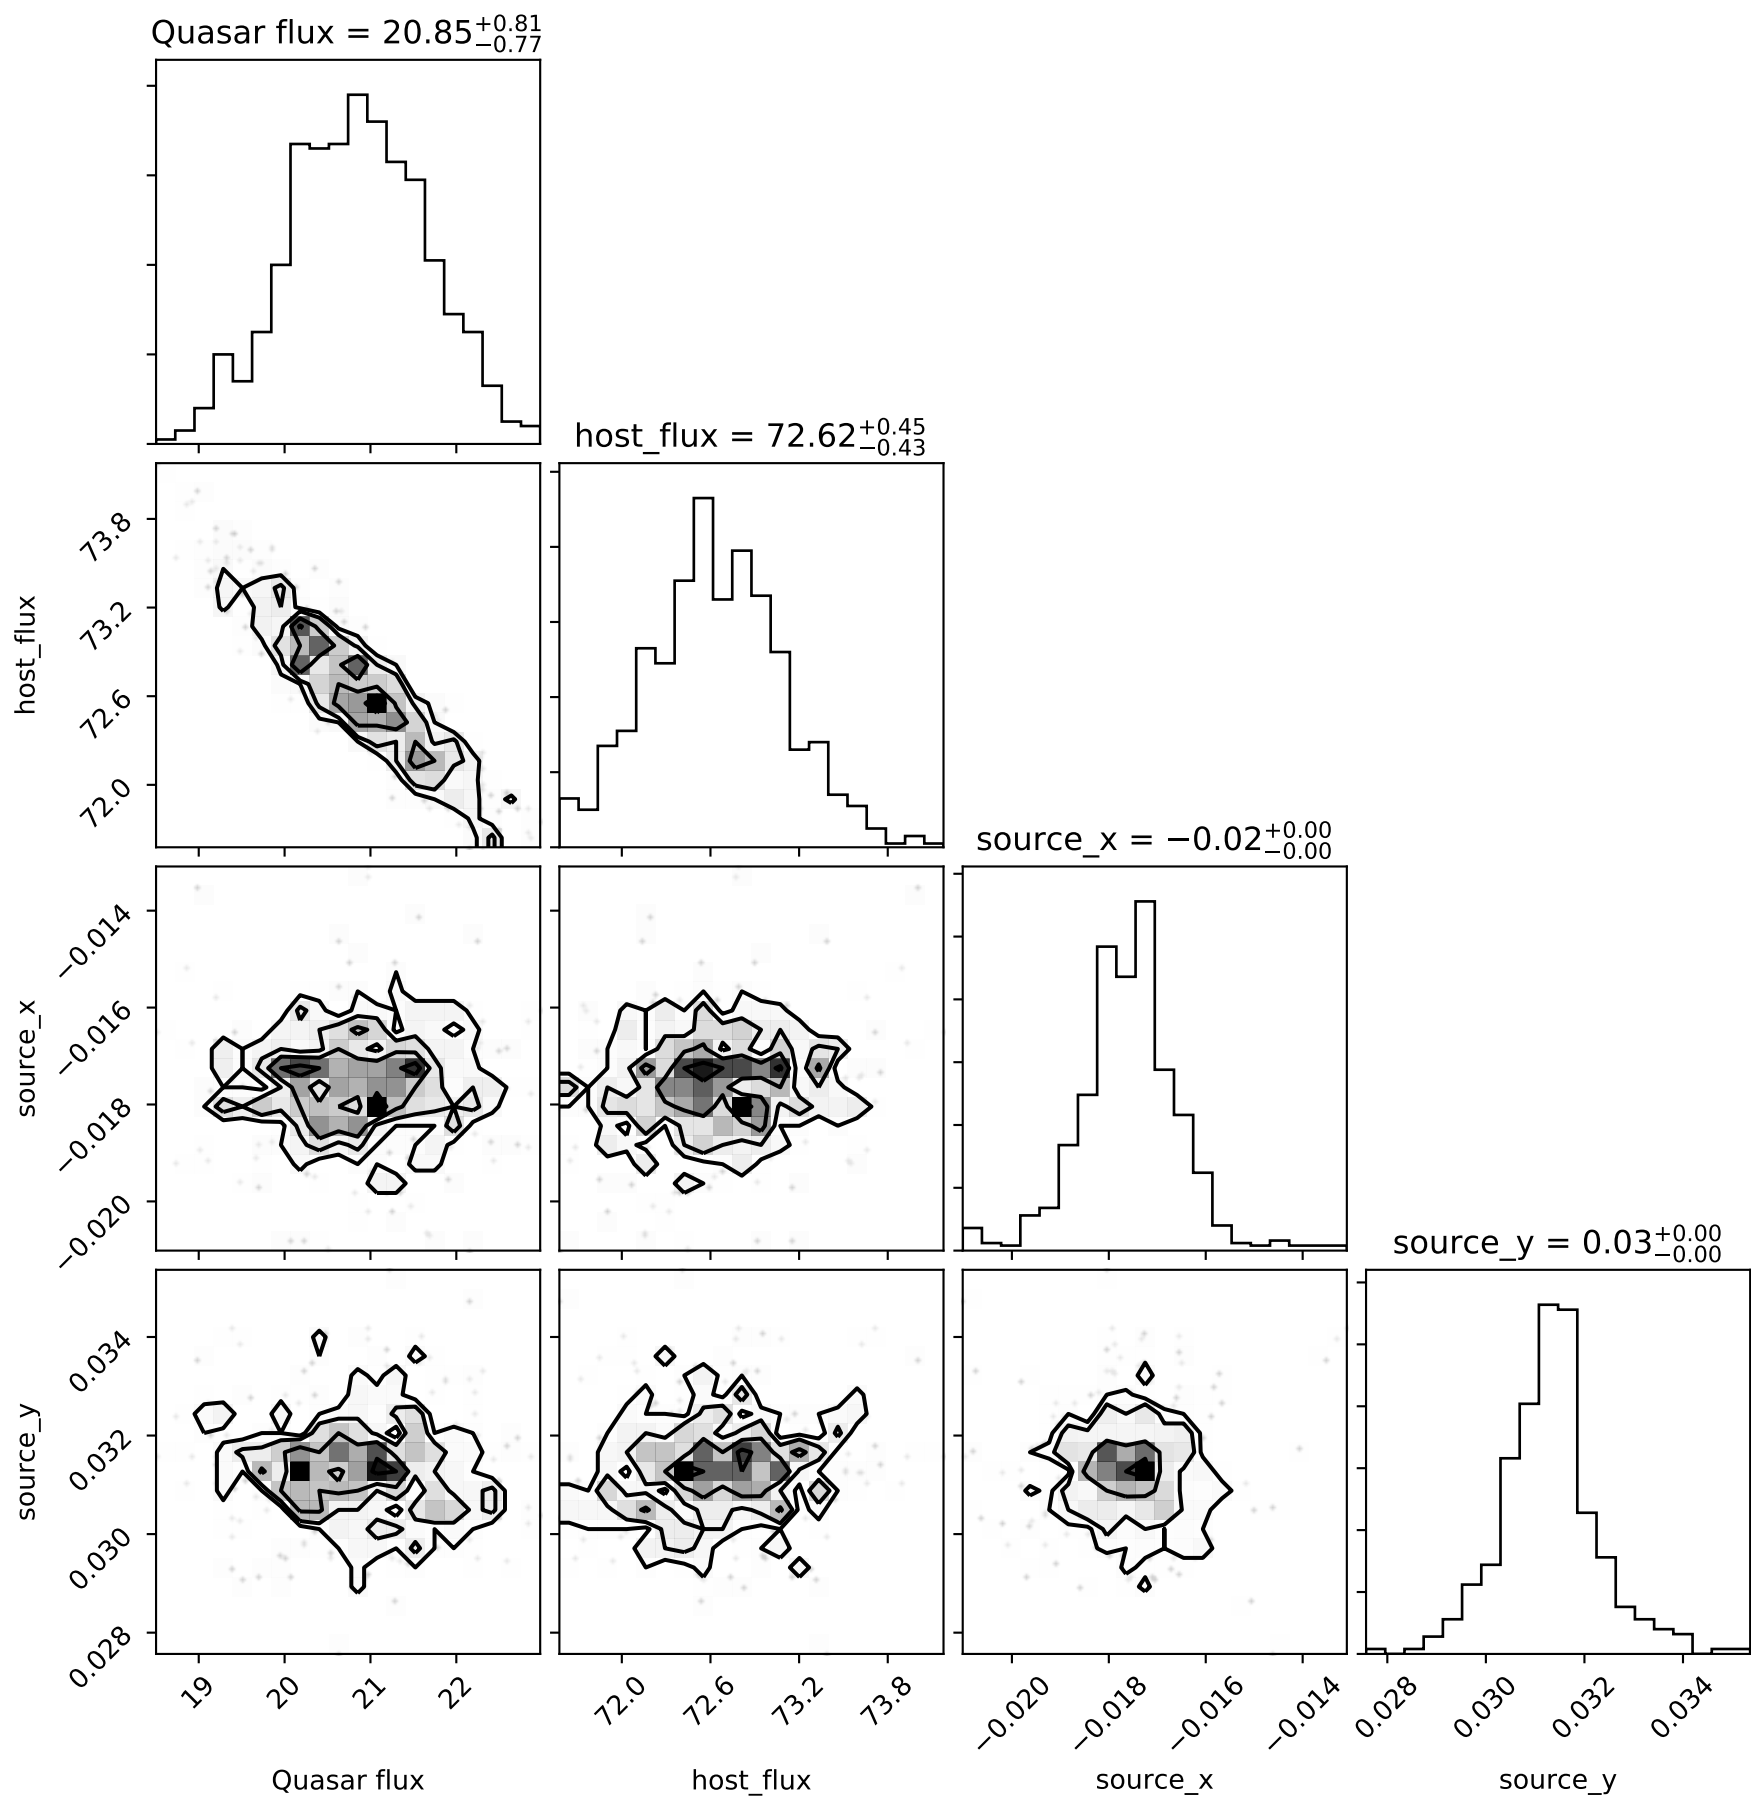 Quasar flux = 20.85+0.81−0.77
host_flux = 72.62+0.45−0.43
source_x = −0.02+0.00−0.00
source_y = 0.03+0.00−0.00
host_flux
73.8
73.2
72.6
72.0
source_x
−0.014
−0.016
−0.018
−0.020
source_y
0.034
0.032
0.030
0.028
19 20 21 22
72.0 72.6 73.2 73.8
−0.020 −0.018 −0.016 −0.014
0.028 0.030 0.032 0.034
Quasar flux
host_flux
source_x
source_y